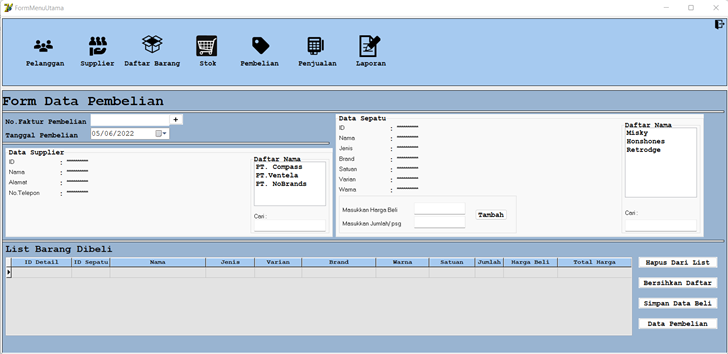 FormMenuUtama
Pelanggan Supplier Daftar Barang Stok Pembelian Penjualan Laporan
Form Data Pembelian
No.Faktur Pembelian +
Tanggal Pembelian 05/06/2022
Data Supplier
ID : **********
Nama : **********
Alamat : **********
No.Telepon : **********
Daftar Nama
PT. Compass
PT.Ventela
PT. NoBrands
Cari :
Data Sepatu
ID : **********
Nama : **********
Jenis : **********
Brand : **********
Satuan : **********
Varian : **********
Warna : **********
Masukkan Harga Beli
Masukkan Jumlah/ psg
Tambah
Daftar Nama
Misky
Honshones
Retrodge
Cari :
List Barang Dibeli
ID Detail ID Sepatu Nama Jenis Varian Brand Warna Satuan Jumlah Harga Beli Total Harga
Hapus Dari List
Bersihkan Daftar
Simpan Data Beli
Data Pembelian